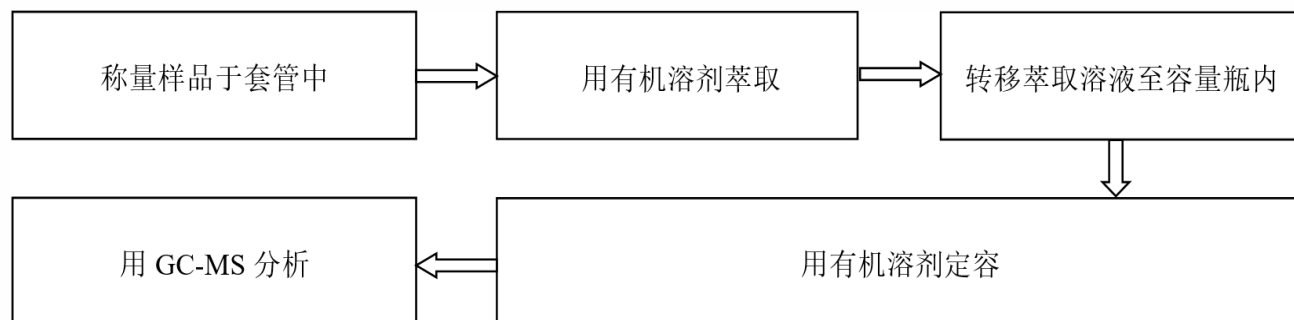 称量样品于套管中
用有机溶剂萃取
转移萃取溶液至容量瓶内
用有机溶剂定容
用 GC-MS 分析